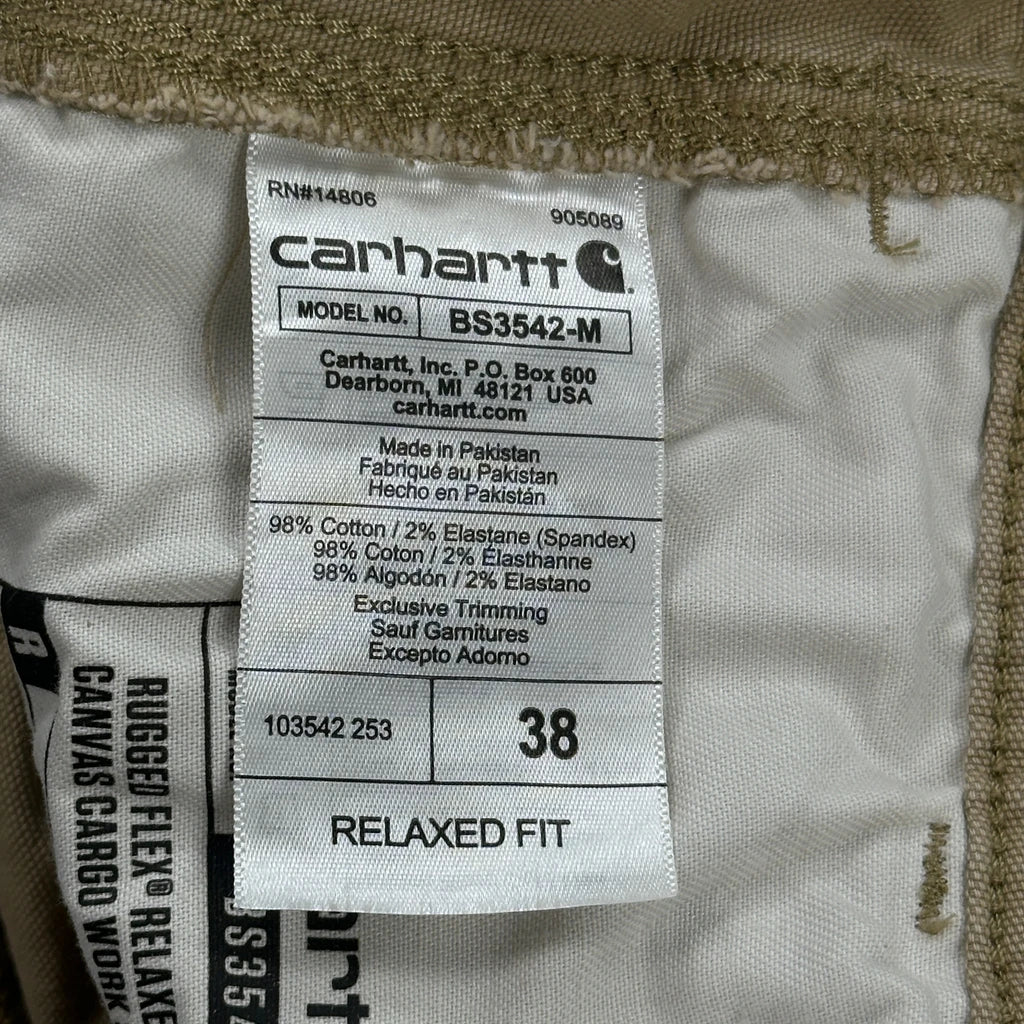 RN#14806
905089
carhartt
MODEL NO. BS3542-M
Carhartt, Inc. P.O. Box 600
Dearborn, MI 48121 USA
carhartt.com
Made in Pakistan
Fabriqué au Pakistan
Hecho en Pakistán
98% Cotton / 2% Elastane (Spandex)
98% Coton / 2% Élasthanne
98% Algodón / 2% Elastano
Exclusive Trimming
Sauf Garnitures
Excepto Adorno
103542 253 38
RELAXED FIT
R
RUGGED FLEX® RELAXE
CANVAS CARGO WORK
BS354
art